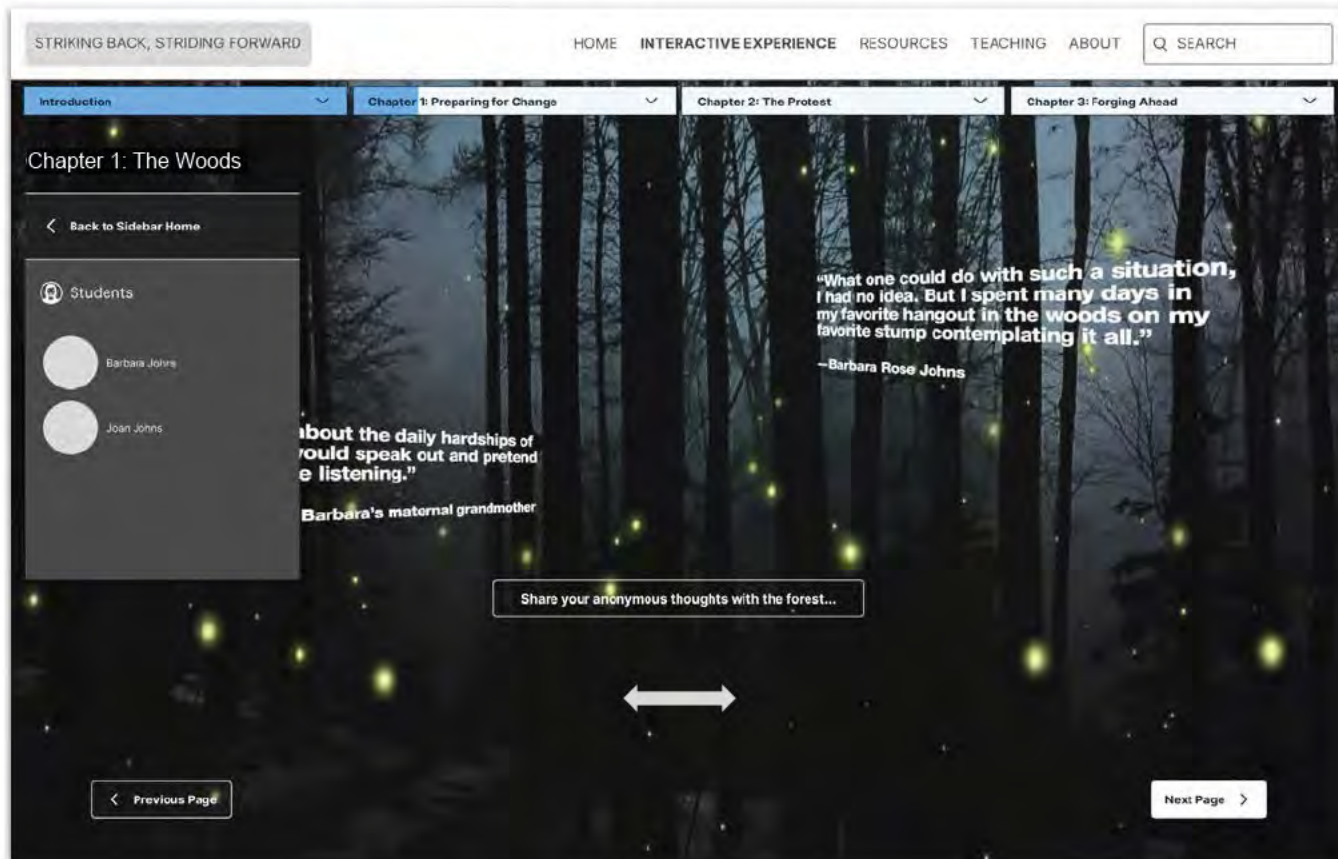 STRIKING BACK, STRIDING FORWARD
HOME INTERACTIVE EXPERIENCE RESOURCES TEACHING ABOUT SEARCH
Introduction
Chapter 1: Preparing for Change
Chapter 2: The Protest
Chapter 3: Forging Ahead
Chapter 1: The Woods
Back to Sidebar Home
Students
Barbara Johns
Joan Johns
about the daily hardships of
would speak out and pretend
e listening.”
Barbara's maternal grandmother
“What one could do with such a situation,
I had no idea. But I spent many days in
my favorite hangout in the woods on my
favorite stump contemplating it all.”
–Barbara Rose Johns
Share your anonymous thoughts with the forest...
Previous Page
Next Page